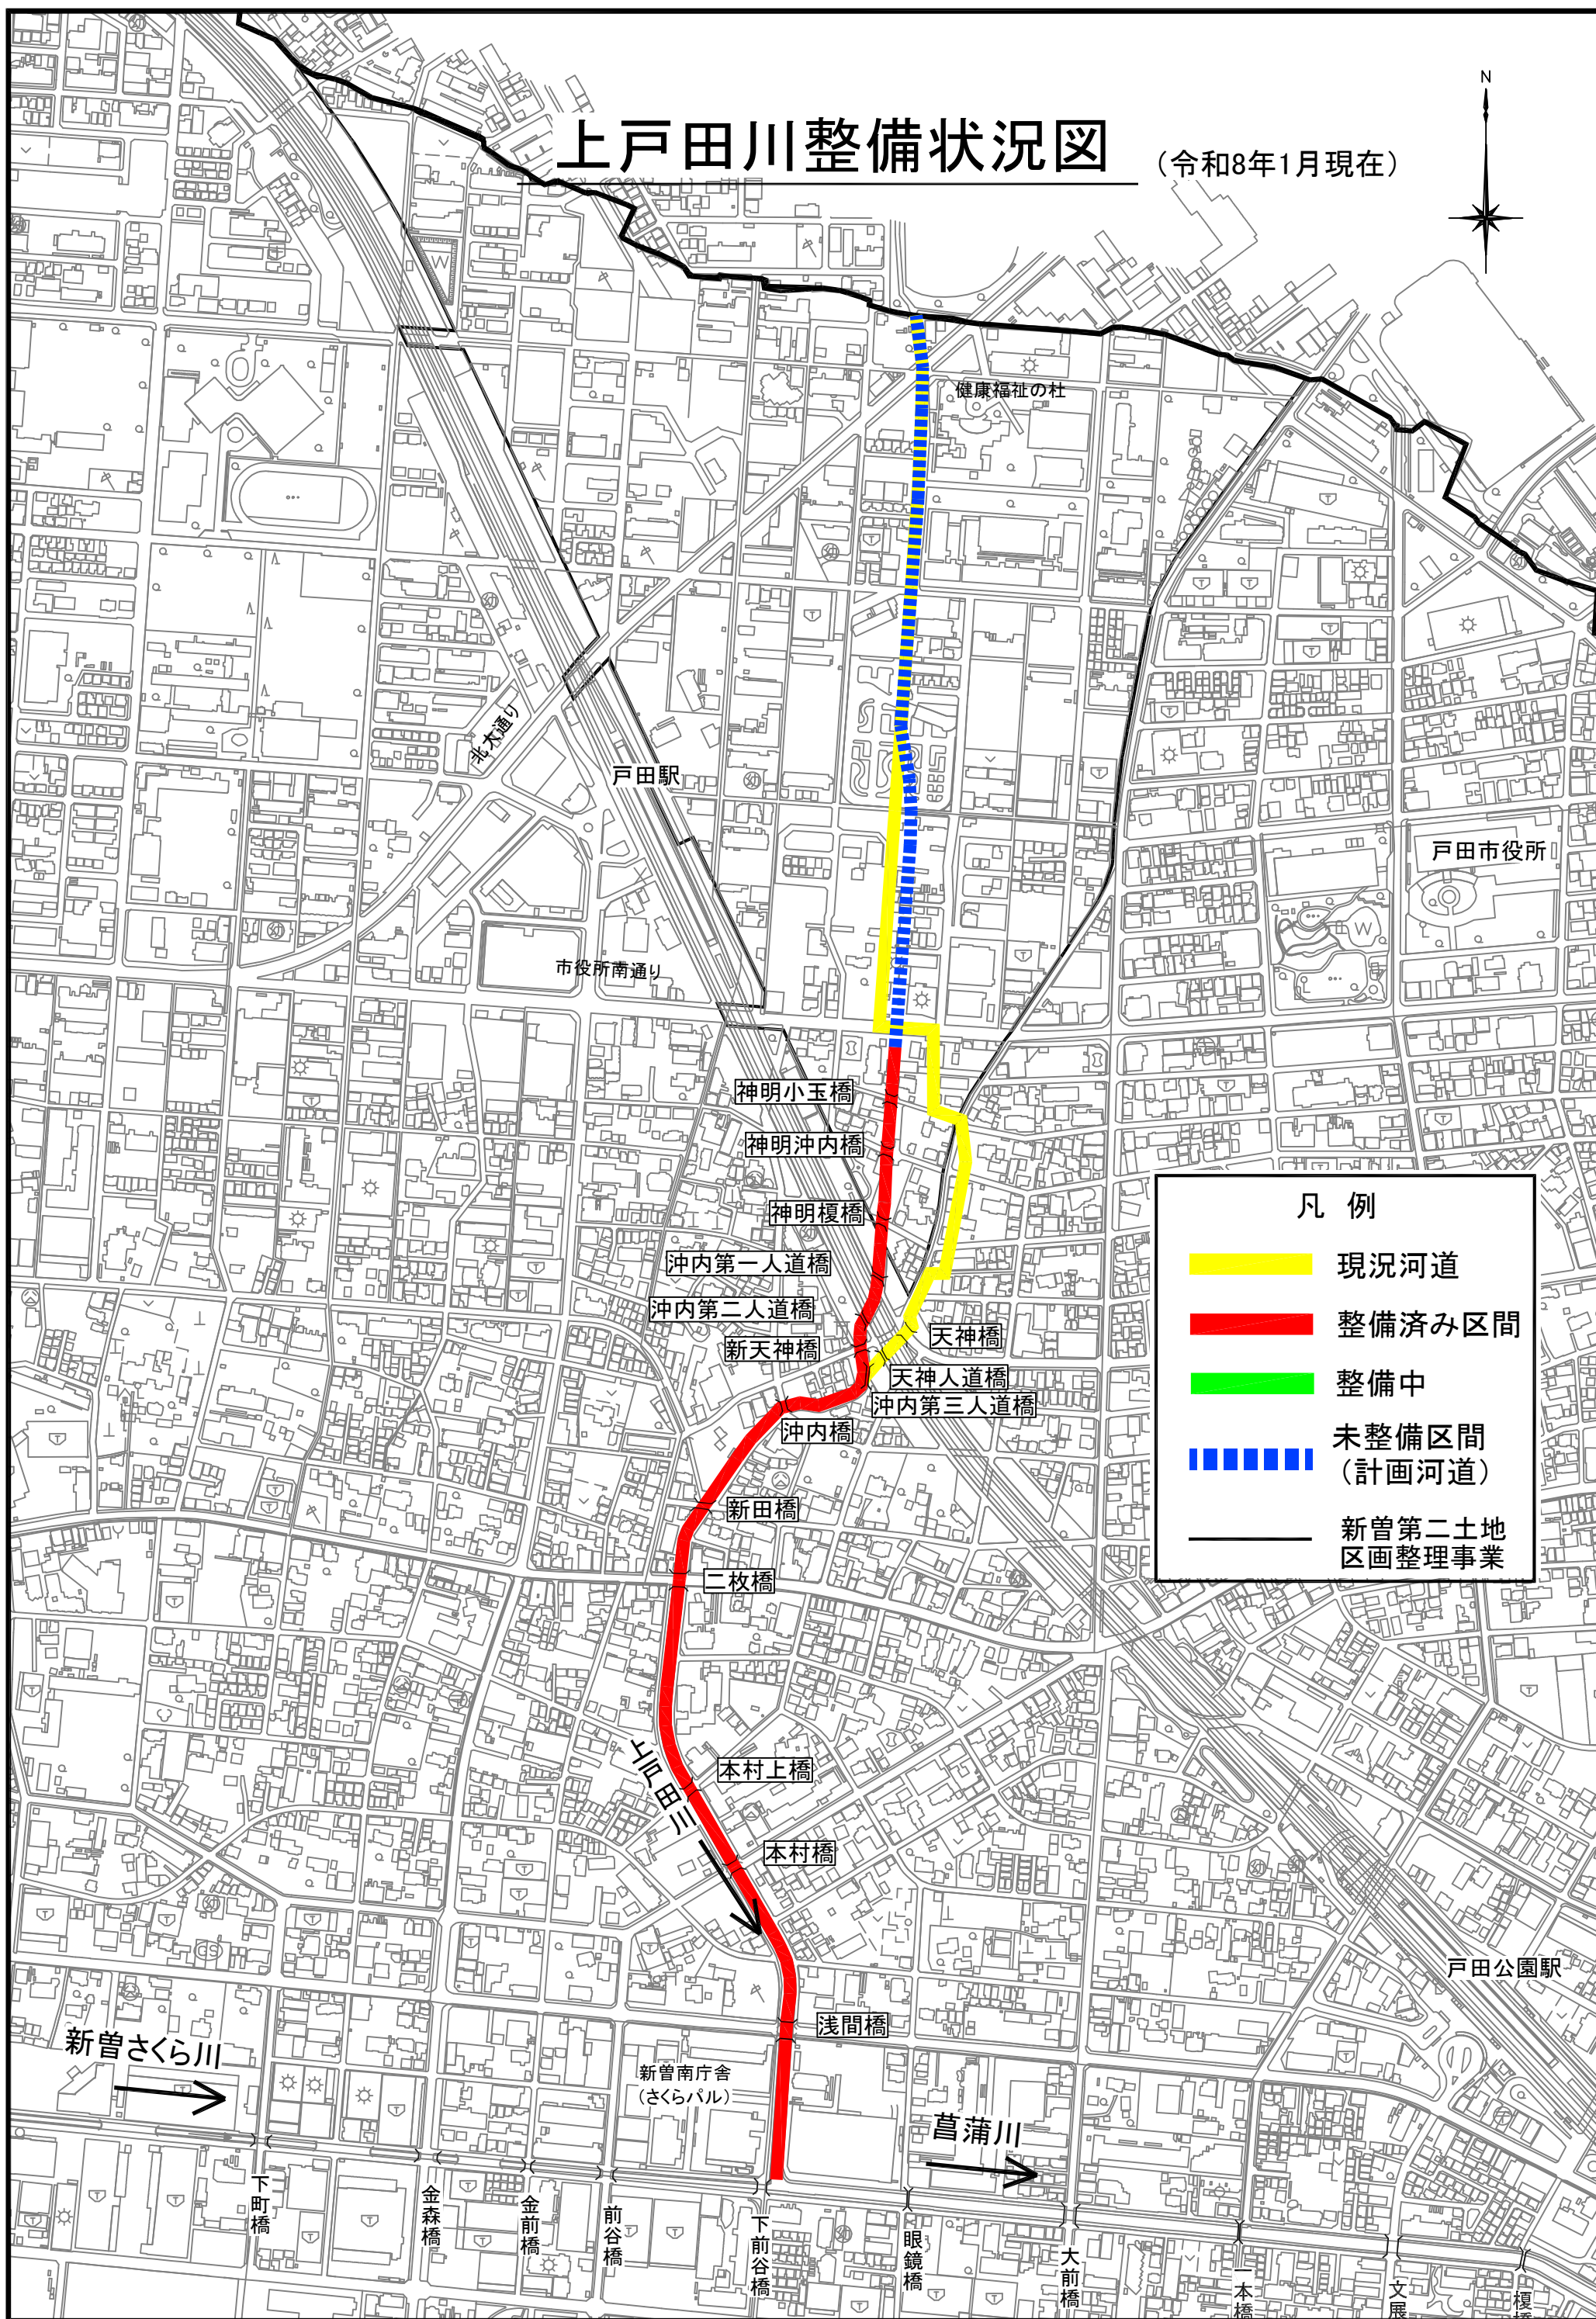 上戸田川整備状況図
（令和8年1月現在）
N
健康福祉の杜
北大通り
戸田駅
戸田市役所
市役所南通り
神明小玉橋
神明沖内橋
神明榎橋
沖内第一人道橋
沖内第二人道橋
新天神橋
天神橋
天神人道橋
沖内第三人道橋
沖内橋
新田橋
二枚橋
凡 例
現況河道
整備済み区間
整備中
未整備区間
（計画河道）
新曽第二土地
区画整理事業
上戸田川
本村上橋
本村橋
戸田公園駅
浅間橋
新曽さくら川
新曽南庁舎
（さくらパル）
菖蒲川
下町橋
金森橋
金前橋
前谷橋
下前谷橋
眼鏡橋
大前橋
一本橋
文展
榎橋